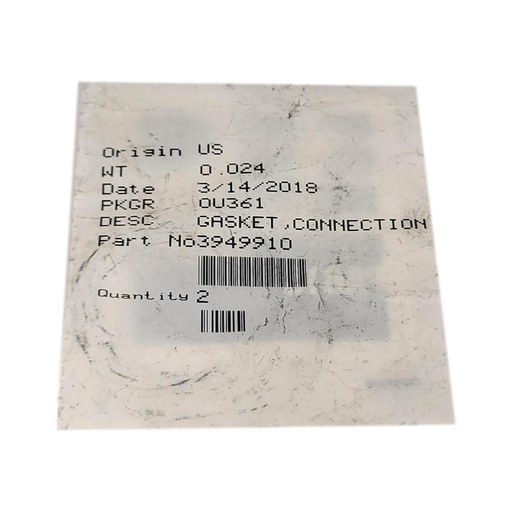 Origin US
WT 0.024
Date 3/14/2018
PKGR 0U361
DESC GASKET,CONNECTION
Part No3949910
Quantity 2